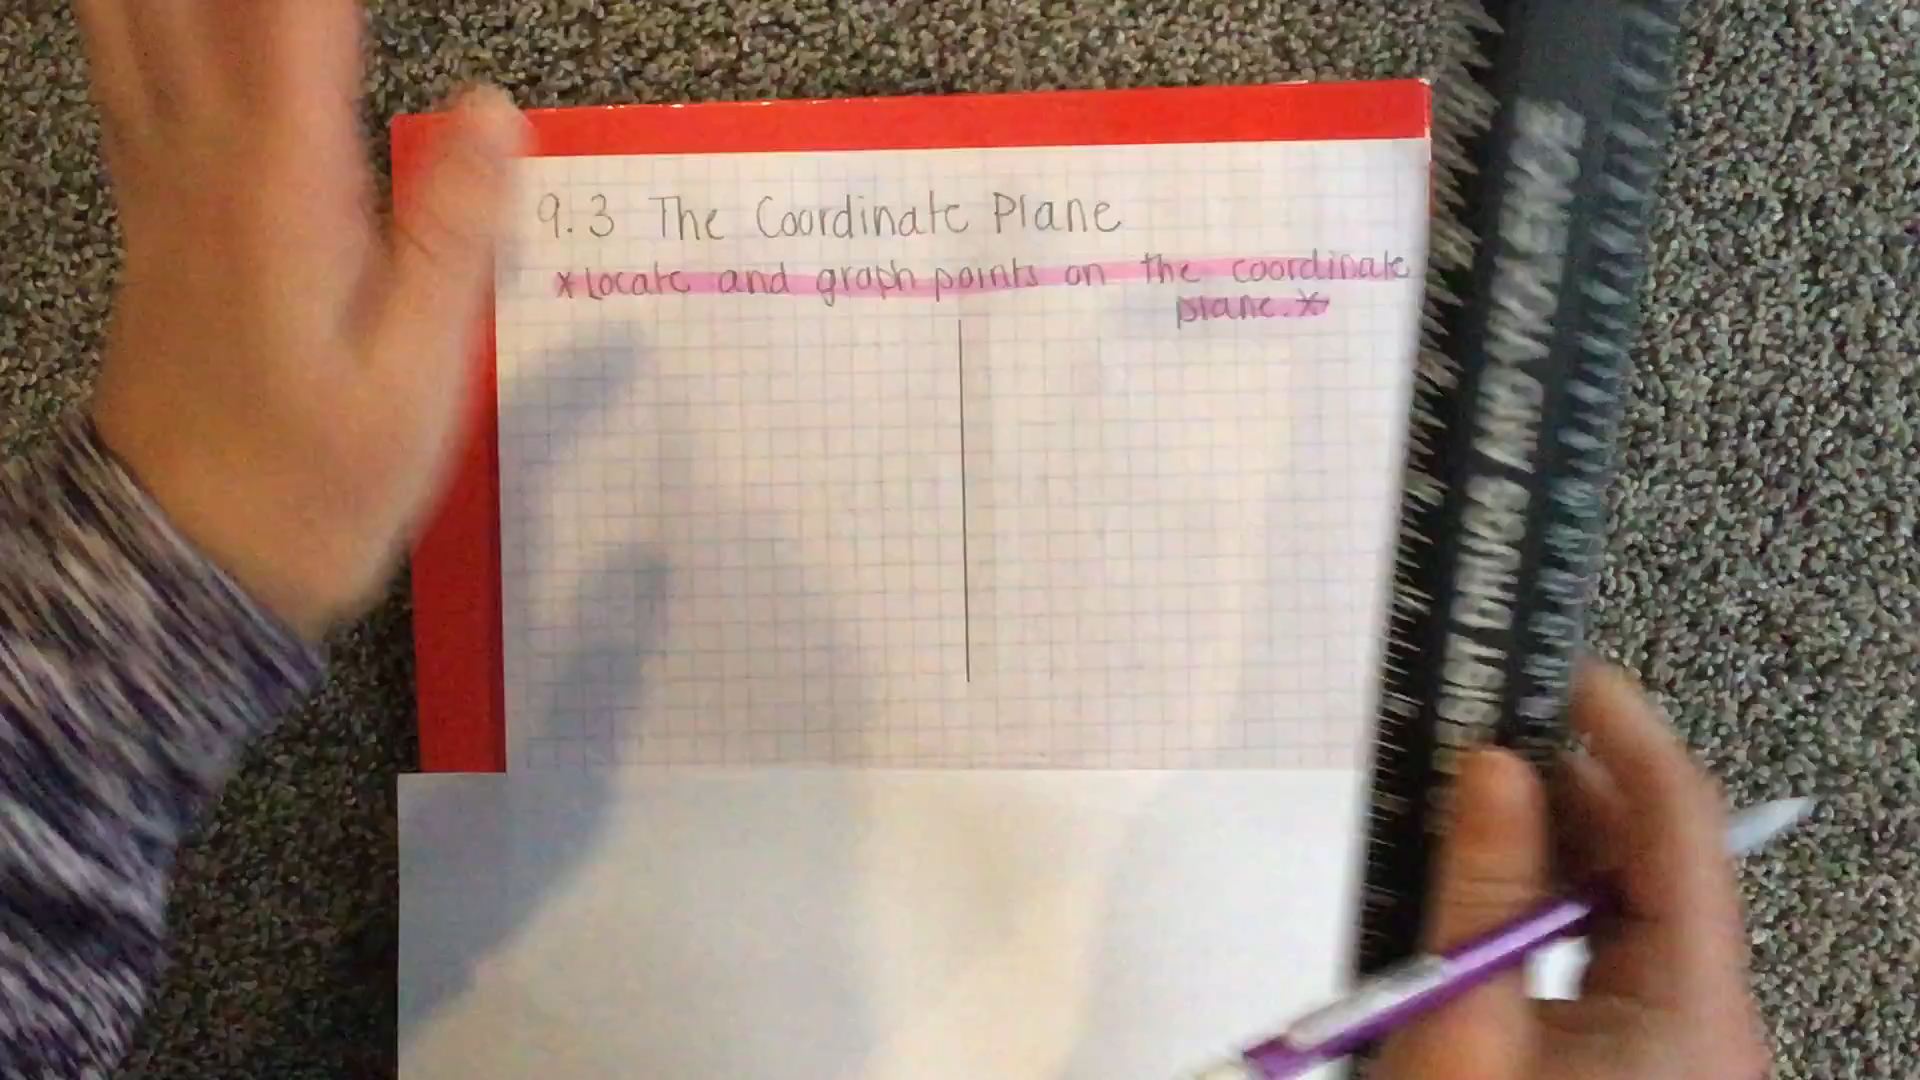 9.3 The Coordinate Plane
*Locate and graph points on the coordinate
plane.*